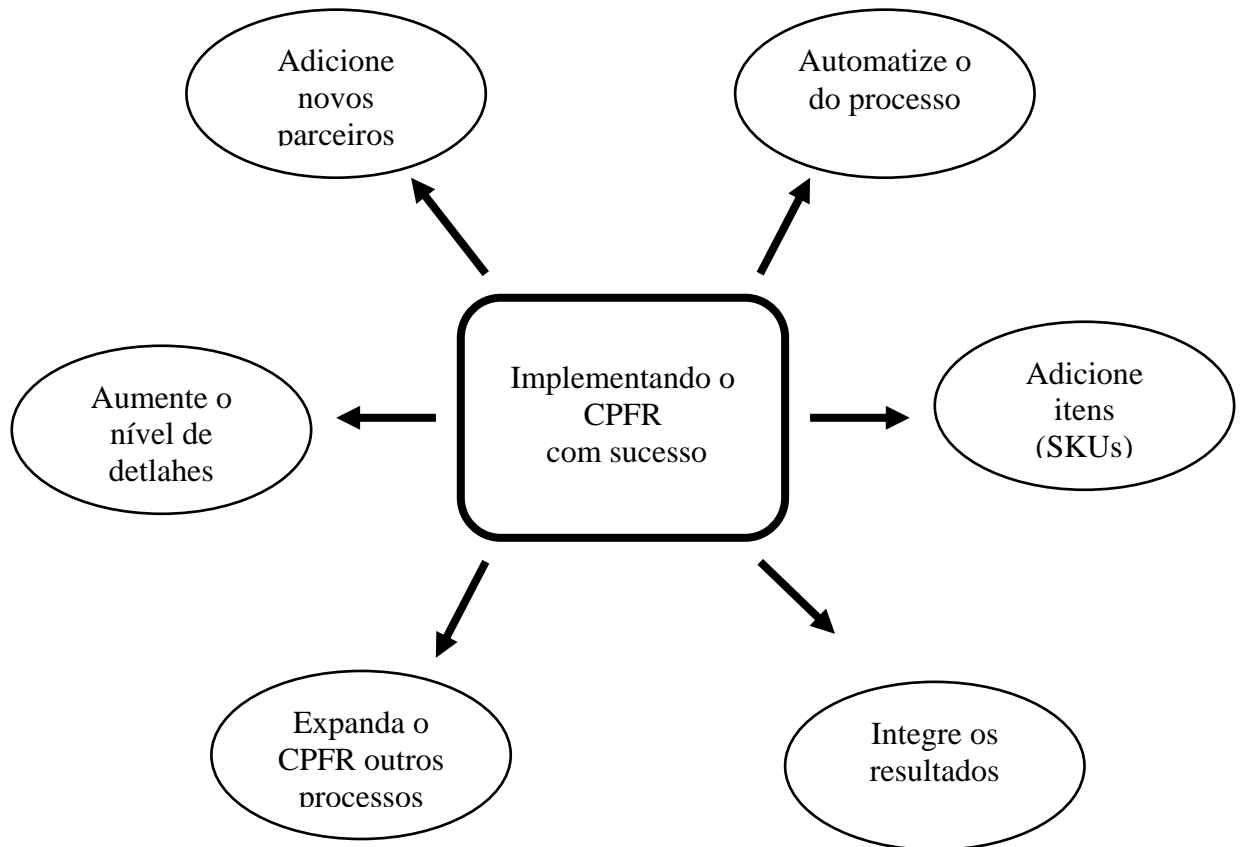 Adicione
novos
parceiros
Automatize o
do processo
Implementando o
CPFR
com sucesso
Aumente o
nível de
detlahes
Adicione
itens
(SKUs)
Expanda o
CPFR outros
processos
Integre os
resultados